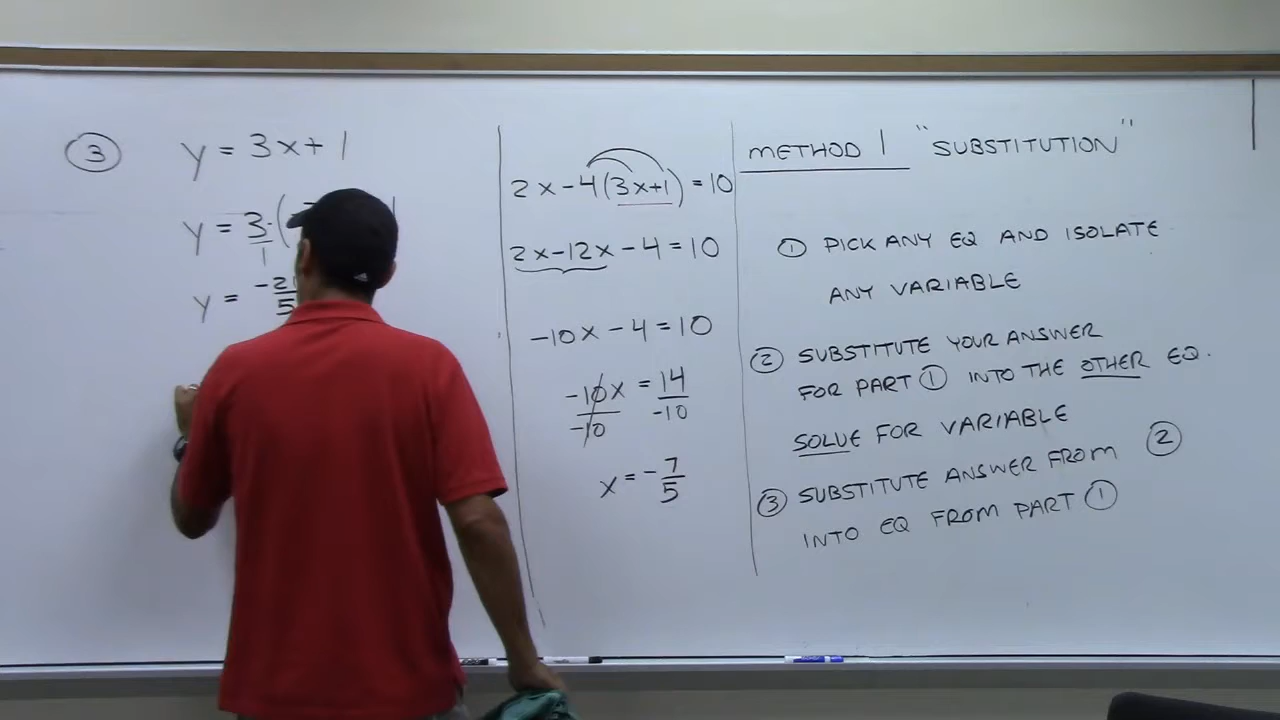 ③ y = 3x + 1
y = 3/1 · (
y = -21/5
2x - 4(3x+1) = 10
2x - 12x - 4 = 10
-10x - 4 = 10
-10x/-10 = 14/-10
x = -7/5
METHOD 1 "SUBSTITUTION"
① PICK ANY EQ AND ISOLATE
ANY VARIABLE
② SUBSTITUTE YOUR ANSWER
FOR PART ① INTO THE OTHER EQ.
SOLVE FOR VARIABLE
③ SUBSTITUTE ANSWER FROM ②
INTO EQ FROM PART ①